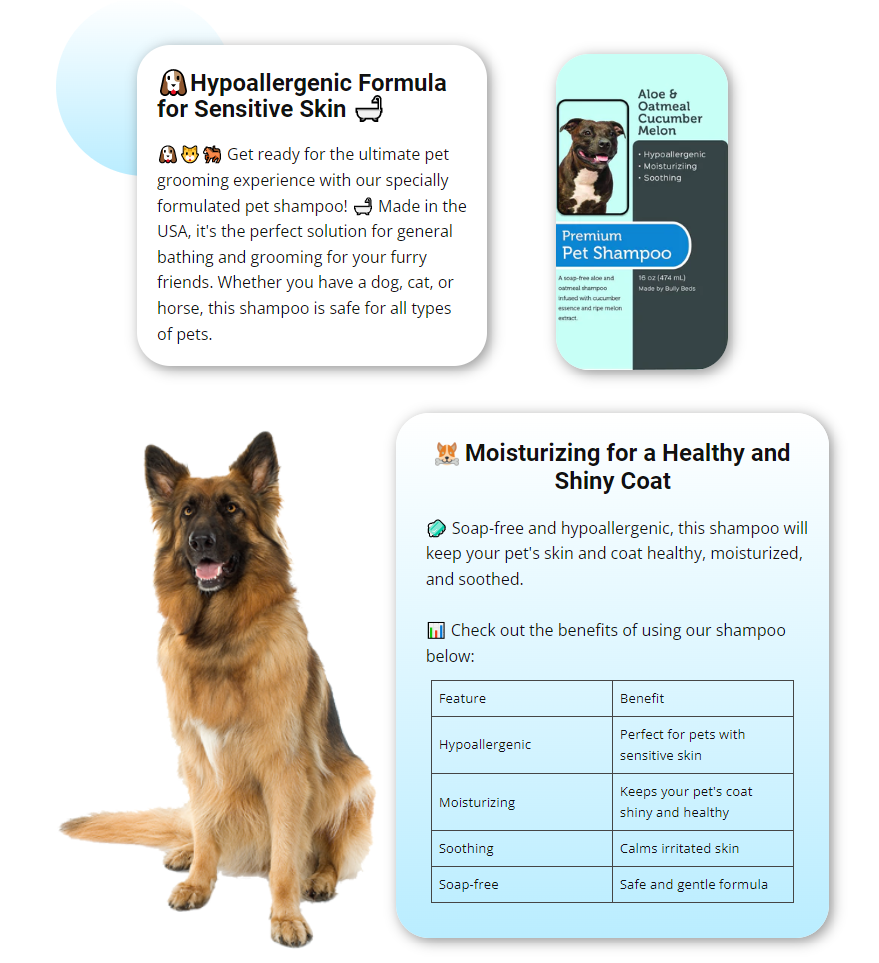 🐶Hypoallergenic Formula
for Sensitive Skin 🛁
🐶🐱🐴 Get ready for the ultimate pet
grooming experience with our specially
formulated pet shampoo! 🛁 Made in the
USA, it's the perfect solution for general
bathing and grooming for your furry
friends. Whether you have a dog, cat, or
horse, this shampoo is safe for all types
of pets.
Aloe &
Oatmeal
Cucumber
Melon
• Hypoallergenic
• Moisturiziing
• Soothing
Premium
Pet Shampoo
A soap-free aloe and
oatmeal shampoo
infused with cucumber
essence and ripe melon
extract.
16 oz (474 mL)
Made by Bully Beds
🐶 Moisturizing for a Healthy and
Shiny Coat
🧼 Soap-free and hypoallergenic, this shampoo will
keep your pet's skin and coat healthy, moisturized,
and soothed.
📊 Check out the benefits of using our shampoo
below:
Feature Benefit
Hypoallergenic Perfect for pets with
sensitive skin
Moisturizing Keeps your pet's coat
shiny and healthy
Soothing Calms irritated skin
Soap-free Safe and gentle formula